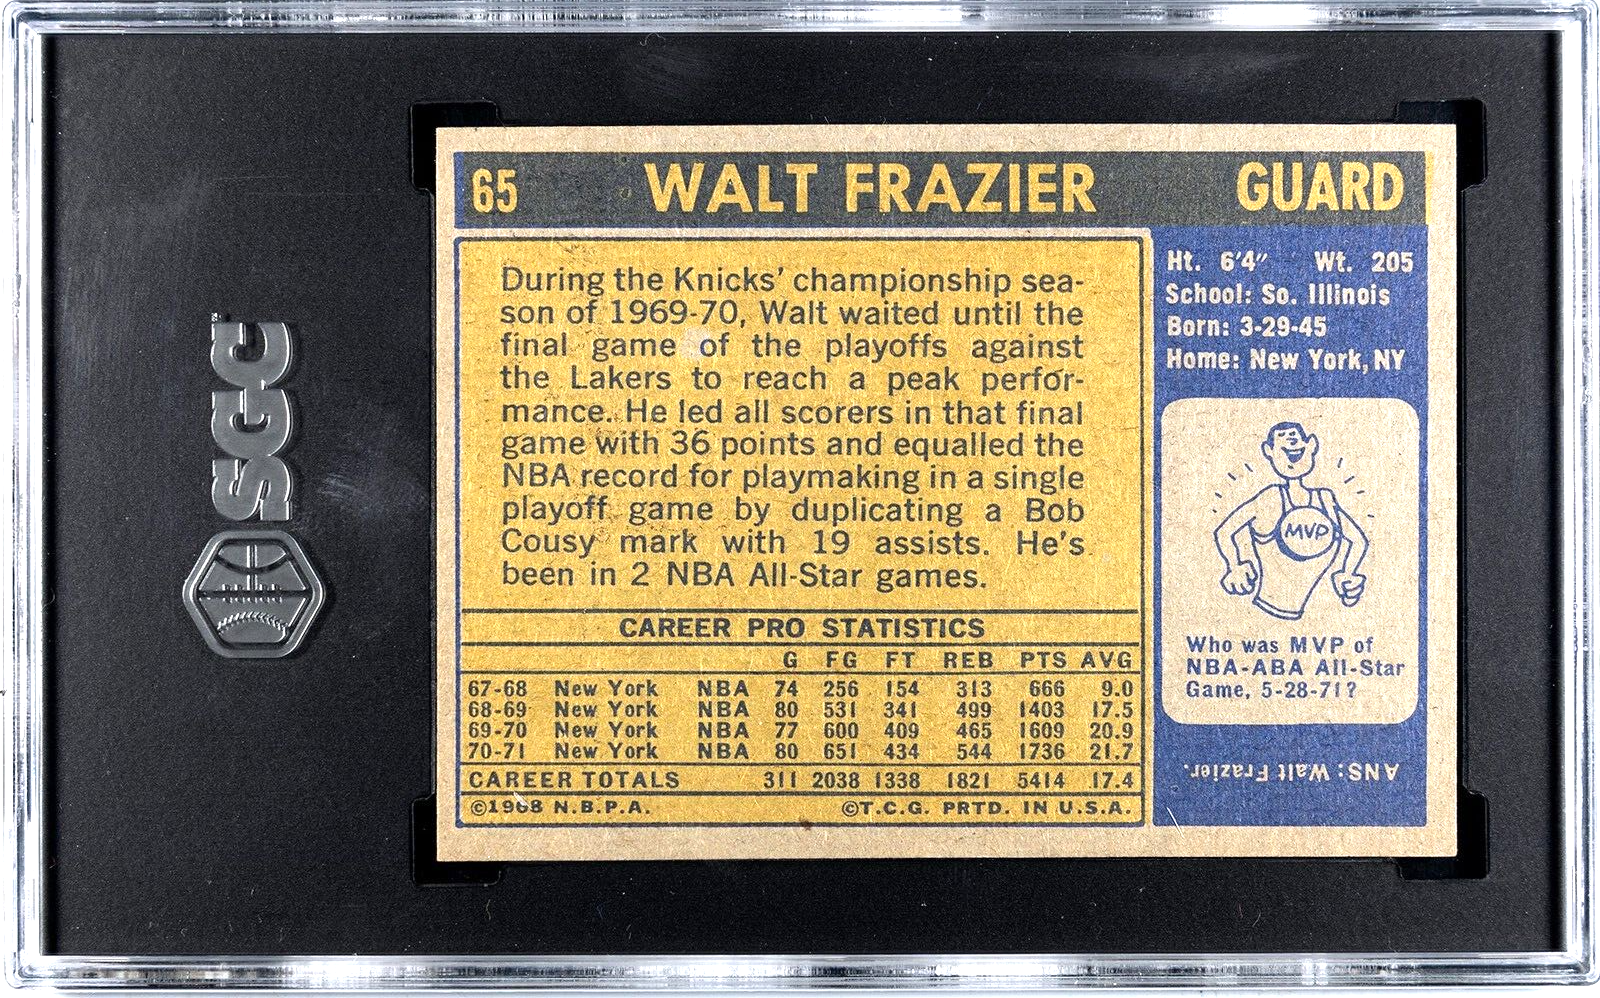 65 WALT FRAZIER GUARD
During the Knicks' championship sea-
son of 1969-70, Walt waited until the
final game of the playoffs against
the Lakers to reach a peak perfor-
mance. He led all scorers in that final
game with 36 points and equalled the
NBA record for playmaking in a single
playoff game by duplicating a Bob
Cousy mark with 19 assists. He's
been in 2 NBA All-Star games.
CAREER PRO STATISTICS
G FG FT REB PTS AVG
67-68 New York NBA 74 256 154 313 666 9.0
68-69 New York NBA 80 531 341 499 1403 17.5
69-70 New York NBA 77 600 409 465 1609 20.9
70-71 New York NBA 80 651 434 544 1736 21.7
CAREER TOTALS 311 2038 1338 1821 5414 17.4
©1968 N.B.P.A. ©T.C.G. PRTD. IN U.S.A.
Ht. 6'4" Wt. 205
School: So. Illinois
Born: 3-29-45
Home: New York, NY
MVP
Who was MVP of
NBA-ABA All-Star
Game, 5-28-71?
ANS: Walt Frazier.
SGC